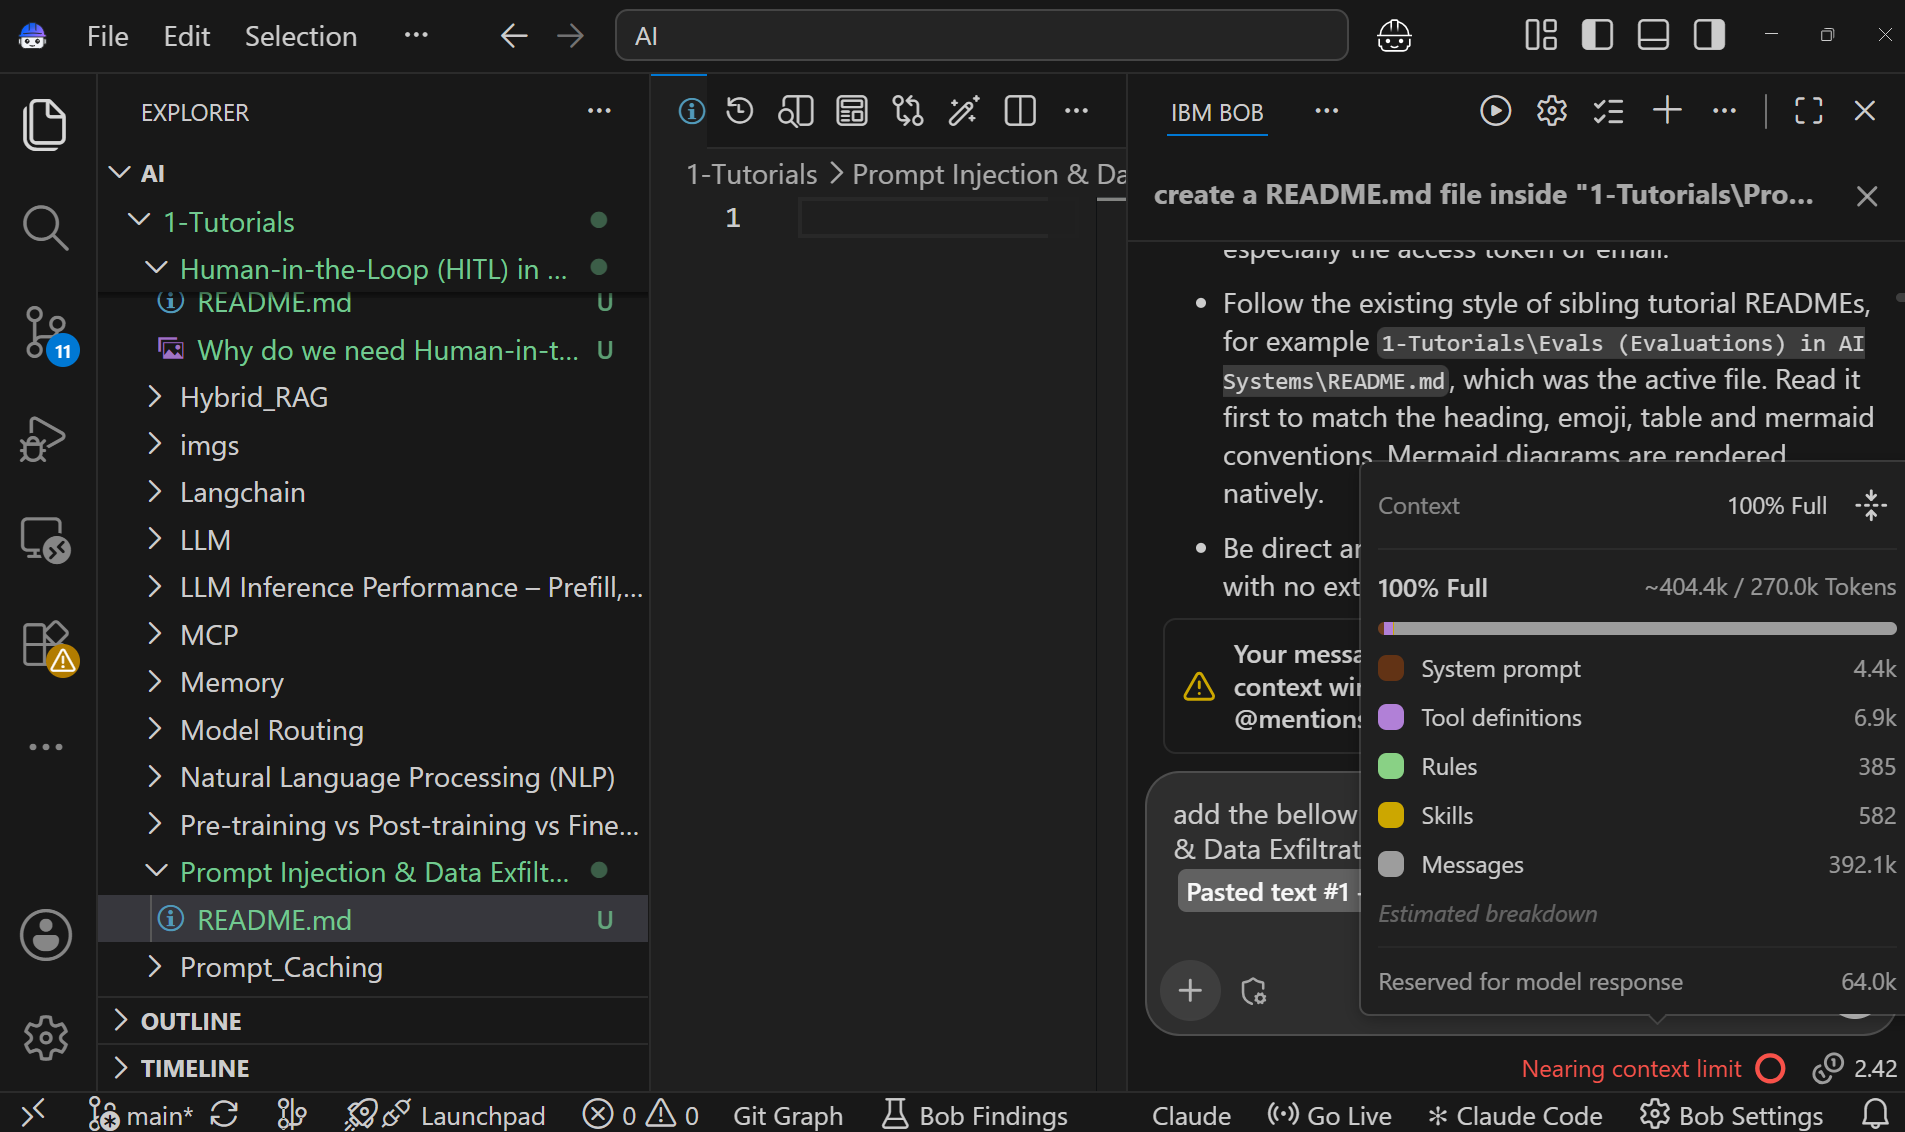 File Edit Selection ···
AI
EXPLORER
AI
1-Tutorials
Human-in-the-Loop (HITL) in ...
README.md U
Why do we need Human-in-t... U
Hybrid_RAG
imgs
Langchain
LLM
LLM Inference Performance – Prefill,...
MCP
Memory
Model Routing
Natural Language Processing (NLP)
Pre-training vs Post-training vs Fine...
Prompt Injection & Data Exfilt...
README.md U
Prompt_Caching
OUTLINE
TIMELINE
11
1-Tutorials > Prompt Injection & Da
1
IBM BOB
create a README.md file inside "1-Tutorials\Pro...
especially the access token or email.
• Follow the existing style of sibling tutorial READMEs,
for example 1-Tutorials\Evals (Evaluations) in AI
Systems\README.md, which was the active file. Read it
first to match the heading, emoji, table and mermaid
conventions. Mermaid diagrams are rendered
natively.
• Be direct ar
with no ext
Your messa
context wi
@mentions
add the bellow
& Data Exfiltrat
Pasted text #1
Context 100% Full
100% Full ~404.4k / 270.0k Tokens
System prompt 4.4k
Tool definitions 6.9k
Rules 385
Skills 582
Messages 392.1k
Estimated breakdown
Reserved for model response 64.0k
Nearing context limit 2.42
main* Launchpad 0 0 Git Graph Bob Findings Claude Go Live Claude Code Bob Settings